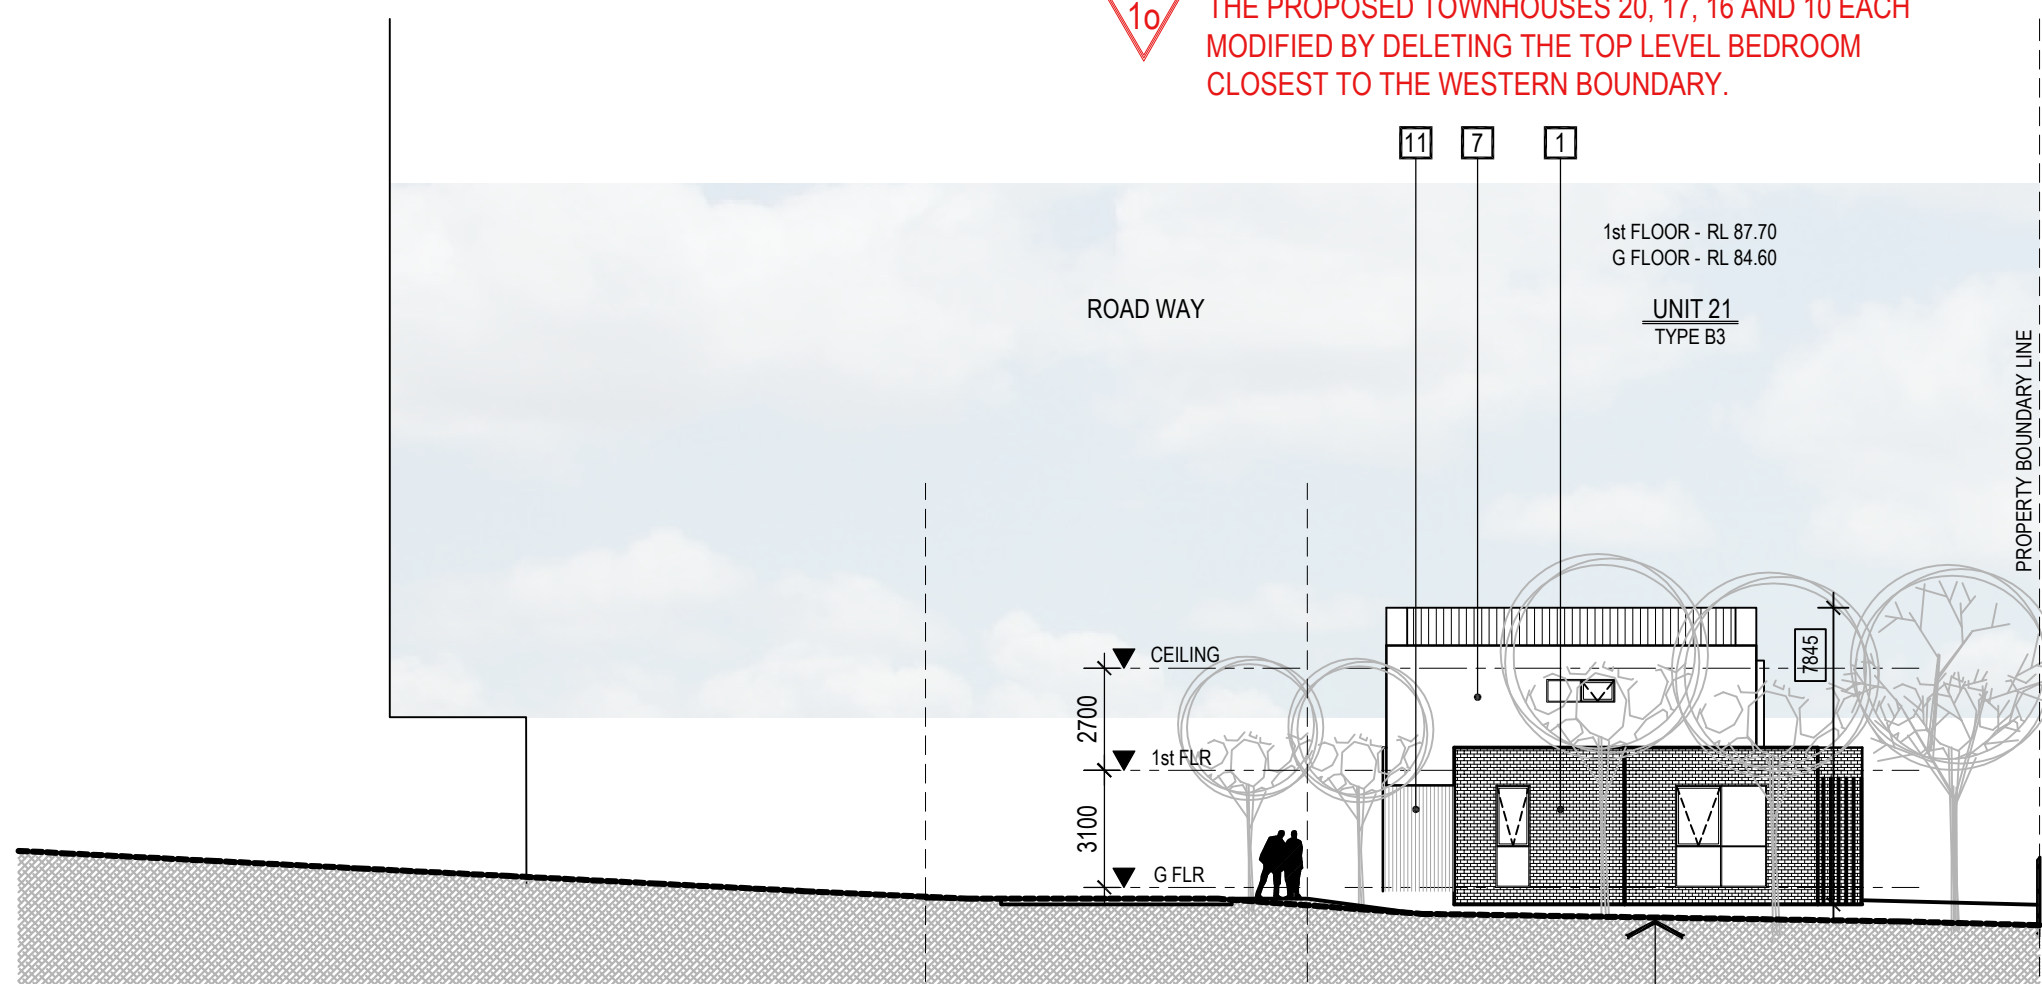 1o
THE PROPOSED TOWNHOUSES 20, 17, 16 AND 10 EACH
MODIFIED BY DELETING THE TOP LEVEL BEDROOM
CLOSEST TO THE WESTERN BOUNDARY.
11 7 1
1st FLOOR - RL 87.70
G FLOOR - RL 84.60
ROAD WAY
UNIT 21
TYPE B3
PROPERTY BOUNDARY LINE
7845
CEILING
2700
1st FLR
3100
G FLR